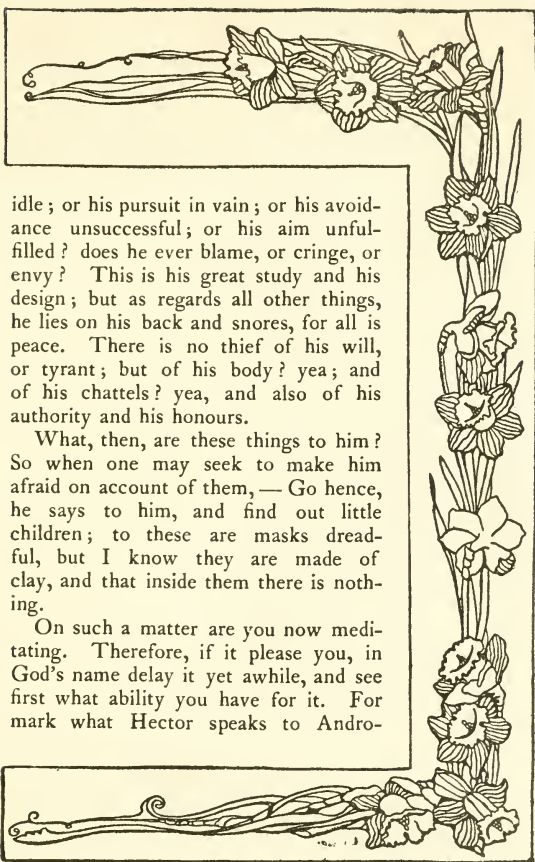 idle ; or his pursuit in vain ; or his avoid-
ance unsuccessful ; or his aim unful-
filled ? does he ever blame, or cringe, or
envy ? This is his great study and his
design ; but as regards all other things,
he lies on his back and snores, for all is
peace. There is no thief of his will,
or tyrant ; but of his body ? yea ; and
of his chattels ? yea, and also of his
authority and his honours.
What, then, are these things to him ?
So when one may seek to make him
afraid on account of them, — Go hence,
he says to him, and find out little
children ; to these are masks dread-
ful, but I know they are made of
clay, and that inside them there is noth-
ing.
On such a matter are you now medi-
tating. Therefore, if it please you, in
God's name delay it yet awhile, and see
first what ability you have for it. For
mark what Hector speaks to Andro-